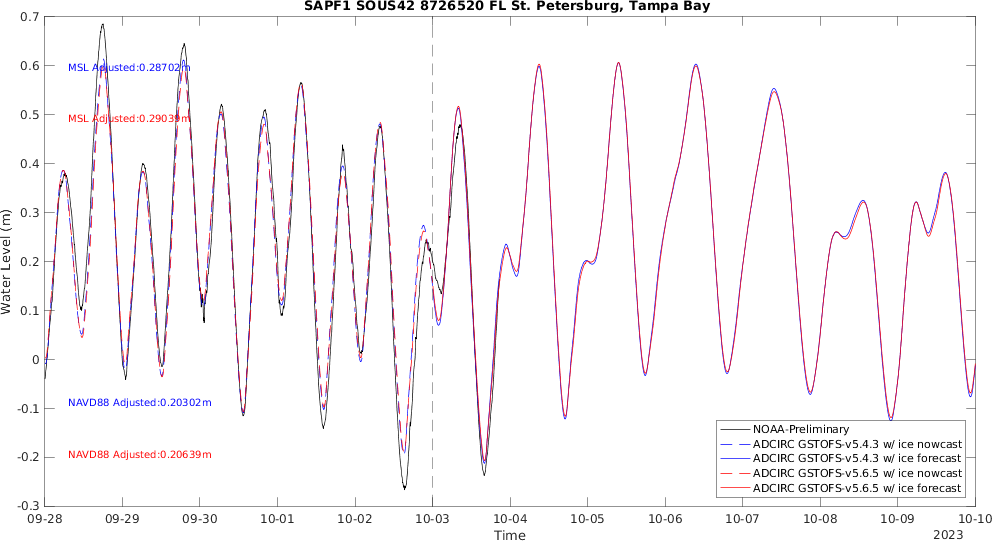 SAPF1 SOUS42 8726520 FL St. Petersburg, Tampa Bay
0.7
0.6
0.5
0.4
0.3
0.2
0.1
0
-0.1
-0.2
-0.3
Water Level (m)
MSL Adjusted:0.28702m
MSL Adjusted:0.29039m
NAVD88 Adjusted:0.20302m
NAVD88 Adjusted:0.20639m
NOAA-Preliminary
ADCIRC GSTOFS-v5.4.3 w/ ice nowcast
ADCIRC GSTOFS-v5.4.3 w/ ice forecast
ADCIRC GSTOFS-v5.6.5 w/ ice nowcast
ADCIRC GSTOFS-v5.6.5 w/ ice forecast
09-28 09-29 09-30 10-01 10-02 10-03 10-04 10-05 10-06 10-07 10-08 10-09 10-10
Time
2023